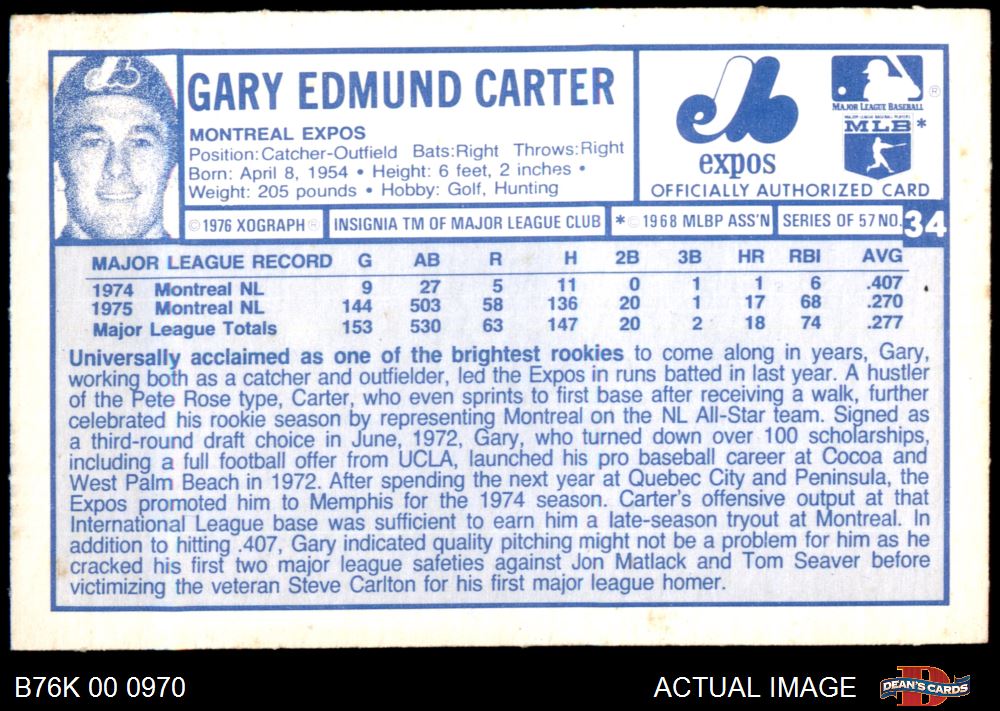 GARY EDMUND CARTER
MONTREAL EXPOS
Position:Catcher-Outfield Bats:Right Throws:Right
Born: April 8, 1954 • Height: 6 feet, 2 inches •
Weight: 205 pounds • Hobby: Golf, Hunting
expos
OFFICIALLY AUTHORIZED CARD
MAJOR LEAGUE BASEBALL ®
MAJOR LEAGUE BASEBALL PLAYERS
MLB *
© 1976 XOGRAPH ® INSIGNIA TM OF MAJOR LEAGUE CLUB * © 1968 MLBP ASS'N SERIES OF 57 NO. 34
MAJOR LEAGUE RECORD G AB R H 2B 3B HR RBI AVG
1974 Montreal NL 9 27 5 11 0 1 1 6 .407
1975 Montreal NL 144 503 58 136 20 1 17 68 .270
Major League Totals 153 530 63 147 20 2 18 74 .277
Universally acclaimed as one of the brightest rookies to come along in years, Gary,
working both as a catcher and outfielder, led the Expos in runs batted in last year. A hustler
of the Pete Rose type, Carter, who even sprints to first base after receiving a walk, further
celebrated his rookie season by representing Montreal on the NL All-Star team. Signed as
a third-round draft choice in June, 1972, Gary, who turned down over 100 scholarships,
including a full football offer from UCLA, launched his pro baseball career at Cocoa and
West Palm Beach in 1972. After spending the next year at Quebec City and Peninsula, the
Expos promoted him to Memphis for the 1974 season. Carter's offensive output at that
International League base was sufficient to earn him a late-season tryout at Montreal. In
addition to hitting .407, Gary indicated quality pitching might not be a problem for him as he
cracked his first two major league safeties against Jon Matlack and Tom Seaver before
victimizing the veteran Steve Carlton for his first major league homer.
B76K 00 0970
ACTUAL IMAGE
DEAN'S CARDS